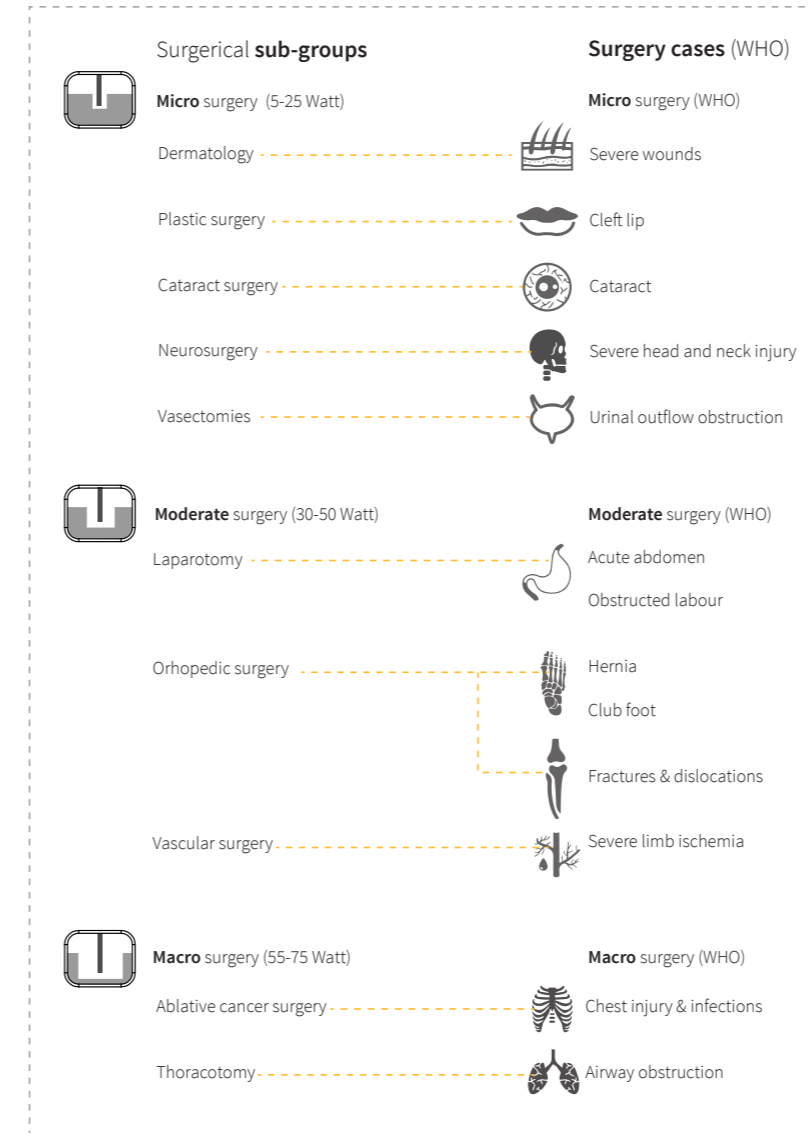 Surgerical sub-groups
Surgery cases (WHO)
Micro surgery (5-25 Watt)
Micro surgery (WHO)
Dermatology
Severe wounds
Plastic surgery
Cleft lip
Cataract surgery
Cataract
Neurosurgery
Severe head and neck injury
Vasectomies
Urinal outflow obstruction
Moderate surgery (30-50 Watt)
Moderate surgery (WHO)
Laparotomy
Acute abdomen
Obstructed labour
Orhopedic surgery
Hernia
Club foot
Fractures & dislocations
Vascular surgery
Severe limb ischemia
Macro surgery (55-75 Watt)
Macro surgery (WHO)
Ablative cancer surgery
Chest injury & infections
Thoracotomy
Airway obstruction